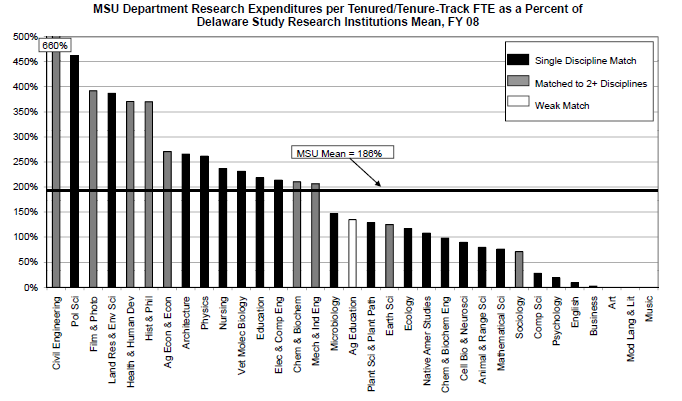 MSU Department Research Expenditures per Tenured/Tenure-Track FTE as a Percent of
Delaware Study Research Institutions Mean, FY 08
500%
450%
400%
350%
300%
250%
200%
150%
100%
50%
0%
660%
Single Discipline Match
Matched to 2+ Disciplines
Weak Match
MSU Mean = 186%
Civil Engineering
Pol Sci
Film & Photo
Land Res & Env Sci
Health & Human Dev
Hist & Phil
Ag Econ & Econ
Architecture
Physics
Nursing
Vet Molec Biology
Education
Elec & Comp Eng
Chem & Biochem
Mech & Ind Eng
Microbiology
Ag Education
Plant Sci & Plant Path
Earth Sci
Ecology
Native Amer Studies
Chem & Biochem Eng
Cell Bio & Neurosci
Animal & Range Sci
Mathematical Sci
Sociology
Comp Sci
Psychology
English
Business
Art
Mod Lang & Lit
Music